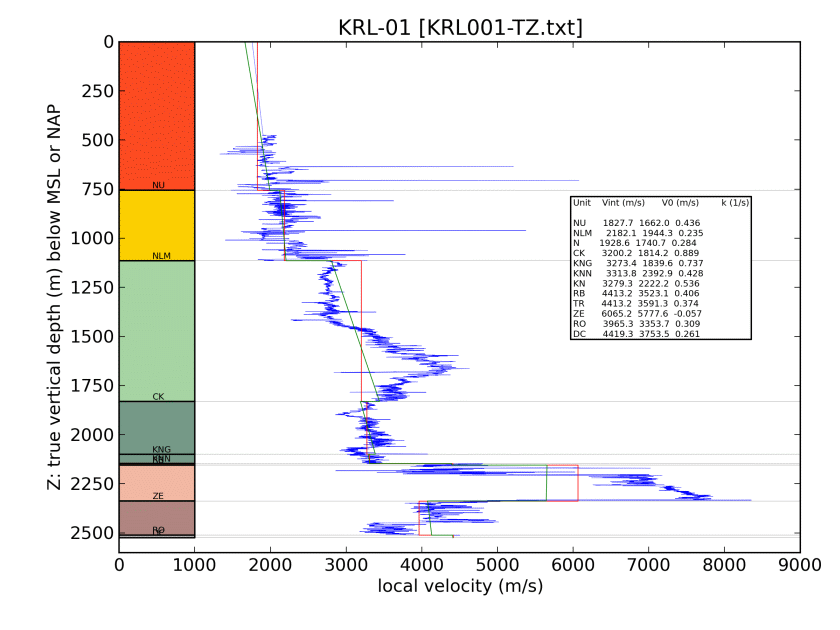 KRL-01 [KRL001-TZ.txt]
Z: true vertical depth (m) below MSL or NAP
0
250
500
750
1000
1250
1500
1750
2000
2250
2500
NU
NLM
CK
KNG
KNN
ZE
RO
Unit Vint (m/s) V0 (m/s) k (1/s)
NU 1827.7 1662.0 0.436
NLM 2182.1 1944.3 0.235
N 1928.6 1740.7 0.284
CK 3200.2 1814.2 0.889
KNG 3273.4 1839.6 0.737
KNN 3313.8 2392.9 0.428
KN 3279.3 2222.2 0.536
RB 4413.2 3523.1 0.406
TR 4413.2 3591.3 0.374
ZE 6065.2 5777.6 -0.057
RO 3965.3 3353.7 0.309
DC 4419.3 3753.5 0.261
0 1000 2000 3000 4000 5000 6000 7000 8000 9000
local velocity (m/s)